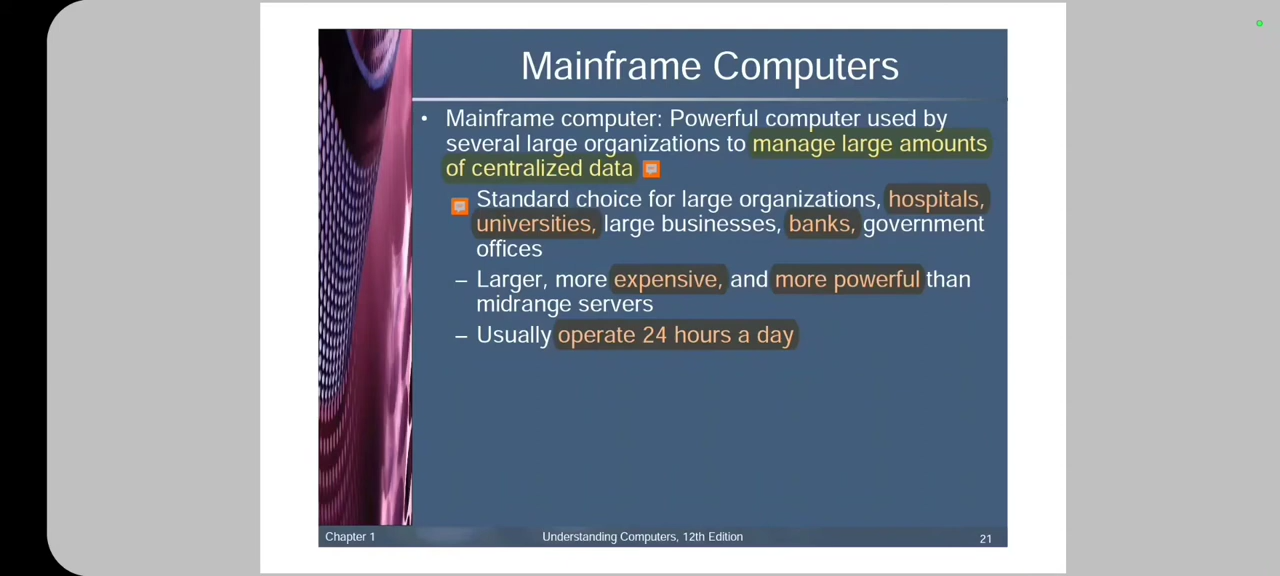 Mainframe Computers
• Mainframe computer: Powerful computer used by
several large organizations to manage large amounts
of centralized data
Standard choice for large organizations, hospitals,
universities, large businesses, banks, government
offices
– Larger, more expensive, and more powerful than
midrange servers
– Usually operate 24 hours a day
Chapter 1
Understanding Computers, 12th Edition
21